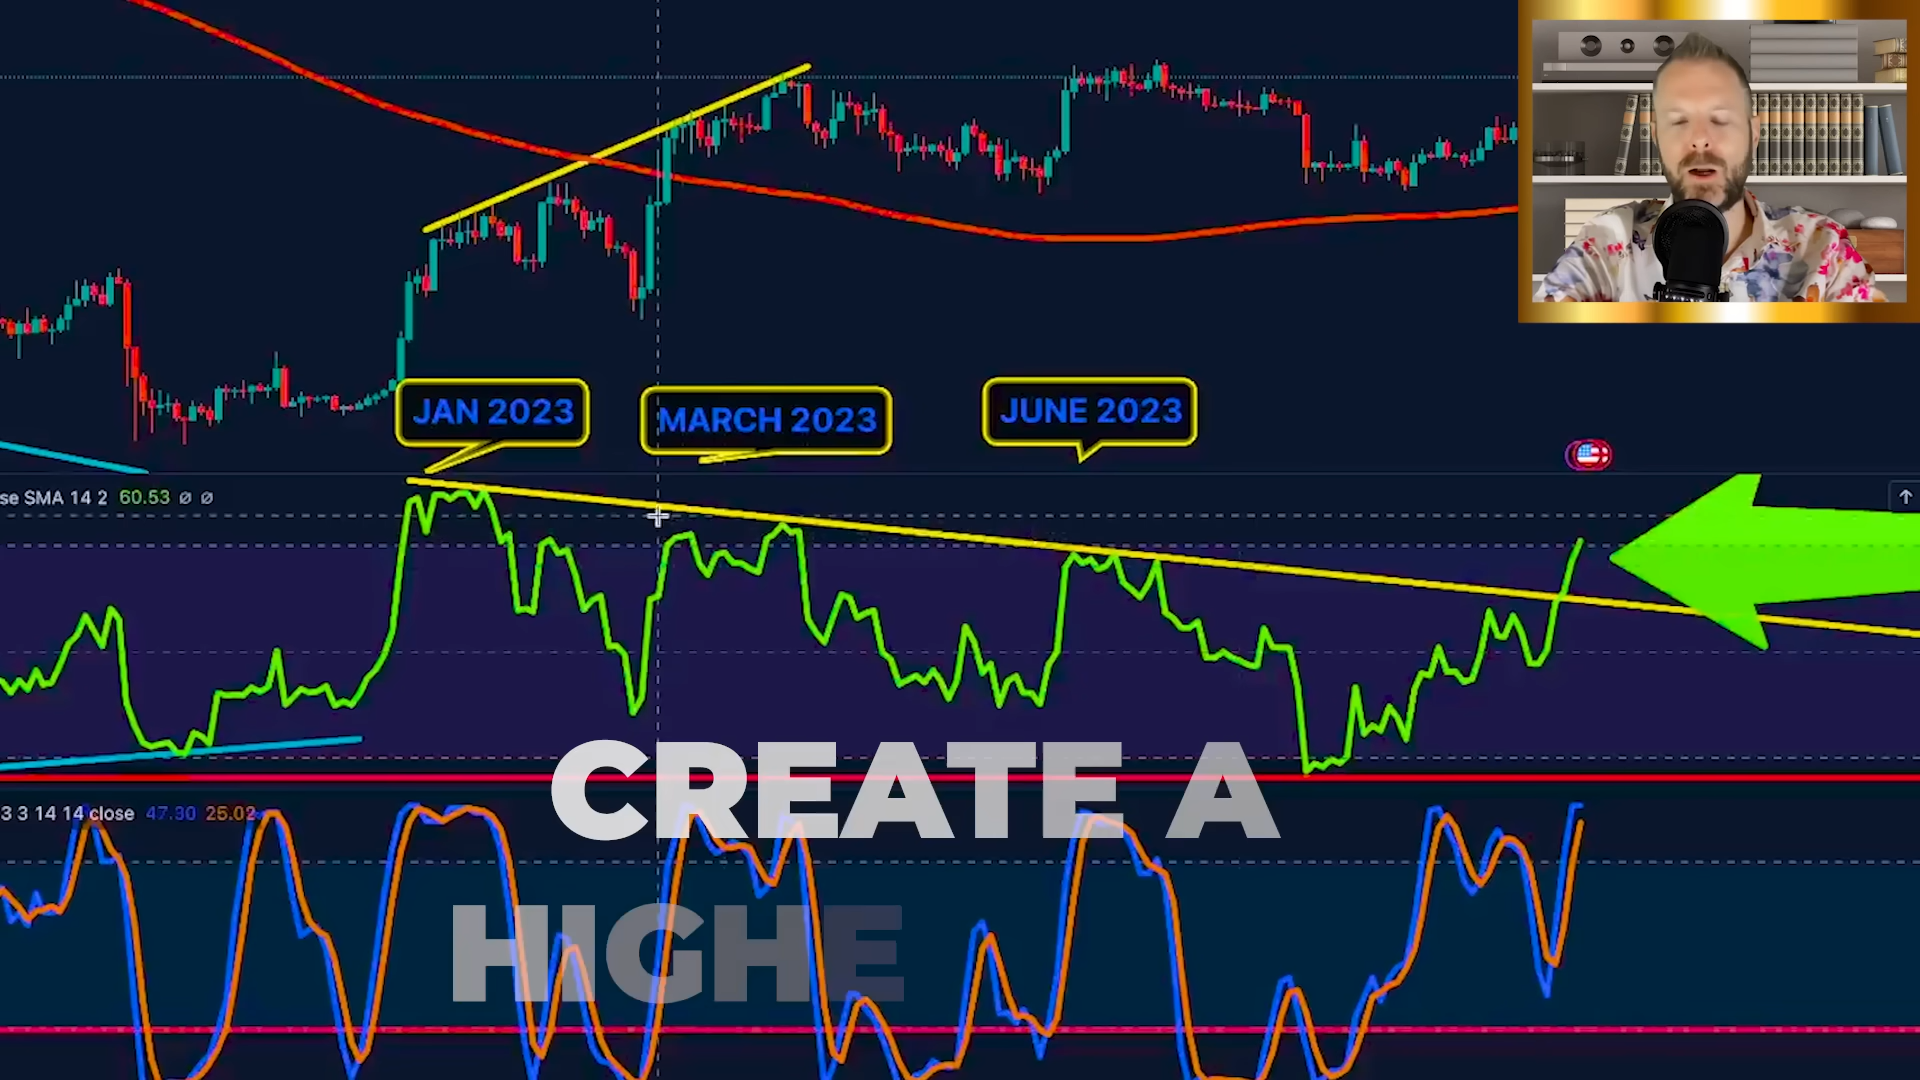 JAN 2023
MARCH 2023
JUNE 2023
se SMA 14 2 60.53 ∅ ∅
CREATE A
3 3 14 14 close 47.30 25.02
HIGHE